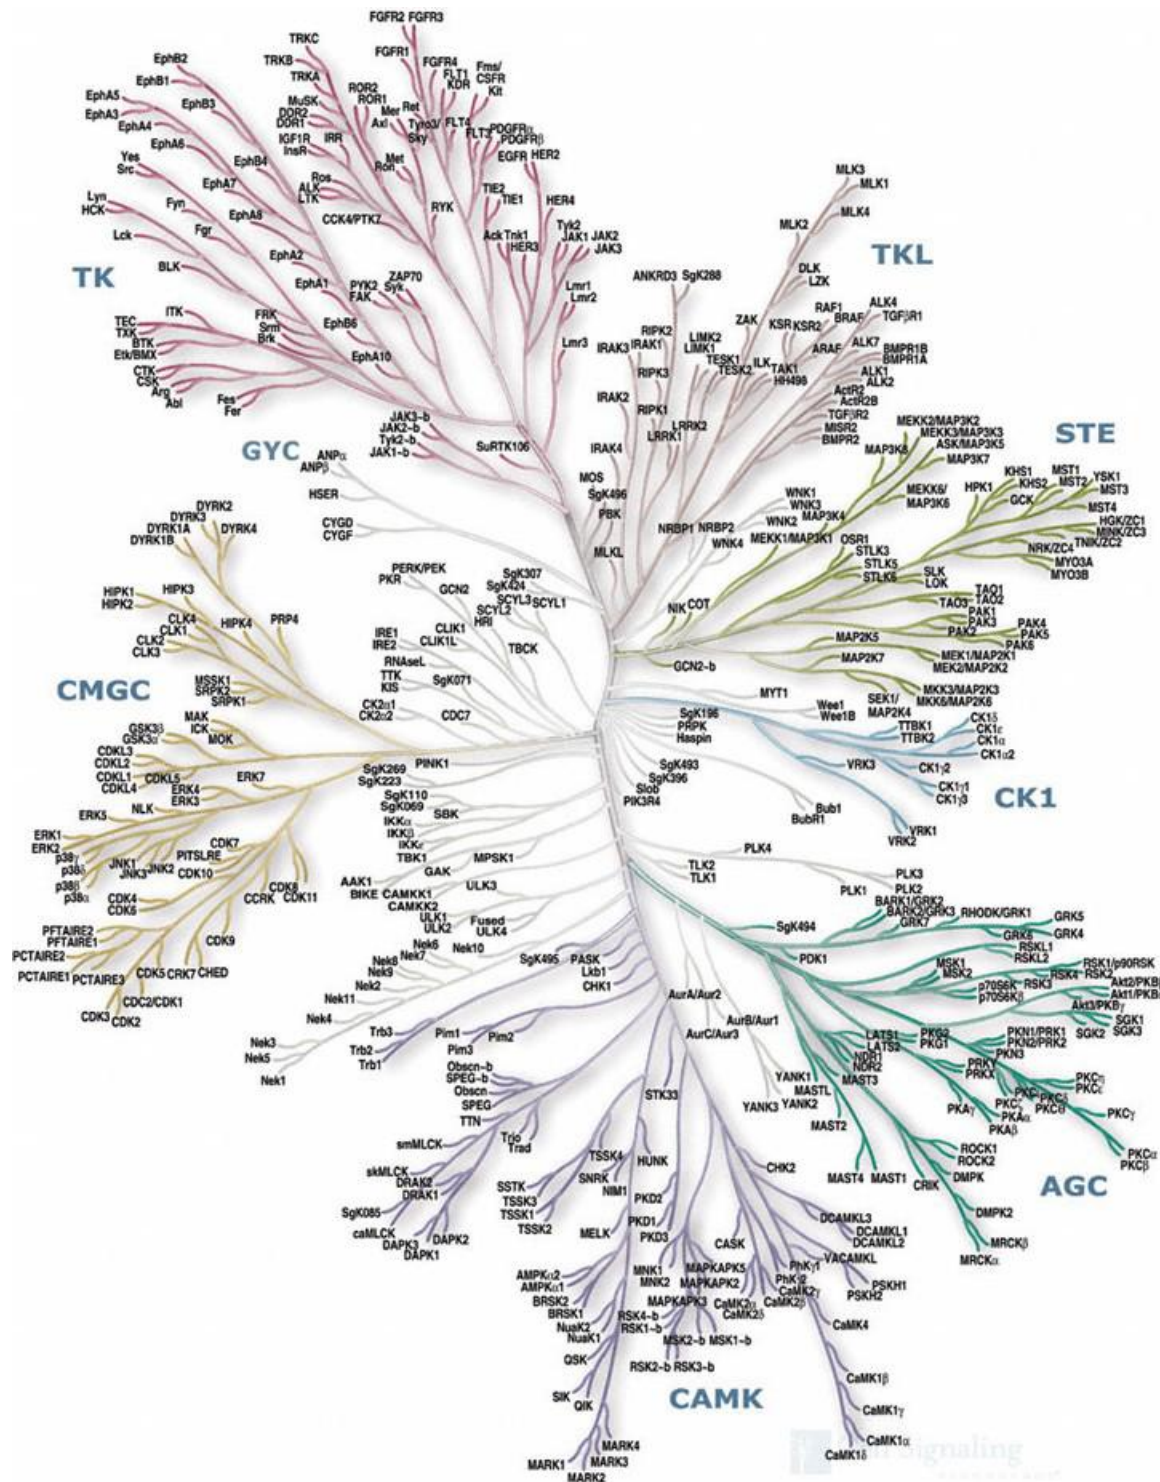 FGFR2 FGFR3
TRKC
FGFR1
EphB2
TRKB
FGFR4
Fms/
CSFR
EphB1
TRKA
FLT1
KDR
Kit
EphA5
EphB3
MuSK
ROR2
ROR1
Mer
Ret
EphA3
DDR2
DDR1
Axl
Tyro3/
Sky
FLT4
FLT3
PDGFRα
PDGFRβ
EphA4
IGF1R
InsR
IRR
EphA6
Met
Ron
EGFR HER2
Yes
Src
EphB4
Ros
ALK
LTK
TIE2
TIE1
HER4
EphA7
CCK4/PTK7
RYK
Lyn
HCK
Fyn
EphA8
Ack Tnk1
HER3
Tyk2
JAK1
JAK2
JAK3
Lck
Fgr
EphA2
ZAP70
Syk
PYK2
FAK
Lmr1
Lmr2
BLK
EphA1
TK
ITK
FRK
Srm
Brk
EphB6
TEC
TXK
BTK
Etk/BMX
Lmr3
EphA10
CTK
CSK
Arg
Abl
Fes
Fer
JAK3~b
JAK2~b
Tyk2~b
JAK1~b
SuRTK106
MLK3
MLK1
MLK4
MLK2
TKL
DLK
LZK
ANKRD3 SgK288
ZAK
KSR
KSR2
RAF1
BRAF
ARAF
ALK4
TGFβR1
IRAK3
IRAK1
RIPK2
LIMK2
LIMK1
TESK1
TESK2
ILK
TAK1
HH498
ALK7
BMPR1B
BMPR1A
ALK1
ALK2
RIPK3
IRAK2
RIPK1
LRRK2
LRRK1
ActR2
ActR2B
TGFβR2
MISR2
BMPR2
IRAK4
MOS
SgK496
PBK
MLKL
NRBP1
NRBP2
WNK1
WNK3
WNK2
WNK4
STE
MEKK2/MAP3K2
MEKK3/MAP3K3
ASK/MAP3K5
MAP3K8
MAP3K7
MEKK6/
MAP3K6
MAP3K4
MEKK1/MAP3K1
HPK1
KHS1
KHS2
GCK
MST1
MST2
YSK1
MST3
MST4
HGK/ZC1
MINK/ZC3
TNIK/ZC2
NRK/ZC4
MYO3A
MYO3B
OSR1
STLK3
STLK5
STLK6
SLK
LOK
TAO1
TAO2
TAO3
NIK COT
PAK1
PAK3
PAK2
PAK4
PAK5
PAK6
MAP2K5
MAP2K7
MEK1/MAP2K1
MEK2/MAP2K2
MKK3/MAP2K3
MKK6/MAP2K6
SEK1/
MAP2K4
GCN2~b
GYC
ANPα
ANPβ
HSER
CYGD
CYGF
PERK/PEK
PKR
GCN2
SgK307
SgK424
SCYL3
SCYL1
SCYL2
HRI
CLIK1
CLIK1L
IRE1
IRE2
TBCK
RNAseL
TTK
KIS
SgK071
CK2α1
CK2α2
CDC7
DYRK2
DYRK3
DYRK1A
DYRK1B
DYRK4
HIPK1
HIPK2
HIPK3
HIPK4
PRP4
CLK4
CLK1
CLK2
CLK3
CMGC
MSSK1
SRPK2
SRPK1
MAK
ICK
MOK
GSK3β
GSK3α
CDKL3
CDKL2
CDKL1
CDKL4
CDKL5
ERK7
ERK4
ERK3
NLK
ERK5
ERK1
ERK2
p38γ
p38δ
p38β
p38α
JNK1
JNK3
JNK2
PITSLRE
CDK7
CDK10
CDK4
CDK6
CCRK
CDK8
CDK11
PFTAIRE2
PFTAIRE1
PCTAIRE2
PCTAIRE1
PCTAIRE3
CDK5
CRK7
CHED
CDK9
CDC2/CDK1
CDK3
CDK2
PINK1
SgK269
SgK223
SgK110
SgK069
SBK
IKKα
IKKβ
IKKε
TBK1
MPSK1
GAK
AAK1
BIKE
CAMKK1
CAMKK2
ULK3
ULK1
ULK2
Fused
ULK4
Nek6
Nek7
Nek10
Nek8
Nek9
Nek2
Nek11
Nek4
Nek3
Nek5
Nek1
SgK495
PASK
Lkb1
CHK1
MYT1
Wee1
Wee1B
SgK196
PRPK
Haspin
SgK493
SgK396
Slob
PIK3R4
Bub1
BubR1
TTBK1
TTBK2
CK1δ
CK1ε
CK1α
CK1α2
CK1γ2
CK1γ1
CK1γ3
VRK3
VRK1
VRK2
CK1
PLK4
PLK3
PLK1
PLK2
TLK2
TLK1
SgK494
PDK1
BARK1/GRK2
BARK2/GRK3
GRK7
RHODK/GRK1
GRK5
GRK6
GRK4
RSKL1
RSKL2
MSK1
MSK2
RSK1/p90RSK
RSK4
RSK2
RSK3
p70S6K
p70S6Kβ
Akt2/PKBβ
Akt1/PKBα
Akt3/PKBγ
SGK1
SGK2
SGK3
LATS1
LATS2
NDR1
NDR2
PKG2
PKG1
PKN1/PRK1
PKN2/PRK2
PKN3
PRKY
PRKX
PKCη
PKCε
PKCι
PKCζ
PKCδ
PKCθ
PKCγ
PKAγ
PKAα
PKAβ
PKCα
PKCβ
AurA/Aur2
AurB/Aur1
AurC/Aur3
YANK1
YANK2
YANK3
MASTL
MAST3
MAST2
MAST4
MAST1
ROCK1
ROCK2
DMPK
CRIK
DMPK2
MRCKβ
MRCKα
AGC
Trb3
Trb2
Trb1
Pim1
Pim2
Pim3
Obscn~b
SPEG~b
Obscn
SPEG
TTN
STK33
smMLCK
Trio
Trad
skMLCK
DRAK2
DRAK1
SgK085
caMLCK
DAPK3
DAPK2
DAPK1
TSSK4
SSTK
TSSK3
TSSK1
TSSK2
SNRK
NIM1
HUNK
MELK
PKD2
PKD1
PKD3
CHK2
AMPKα2
AMPKα1
BRSK2
BRSK1
NuaK2
NuaK1
QSK
SIK
QIK
MARK4
MARK1
MARK3
MARK2
MNK1
MNK2
MAPKAPK5
MAPKAPK2
MAPKAPK3
RSK4~b
RSK1~b
MSK2~b
MSK1~b
RSK2~b RSK3~b
CASK
DCAMKL3
DCAMKL1
DCAMKL2
VACAMKL
PhKγ1
PhKγ2
PSKH1
PSKH2
CaMK2γ
CaMK2α
CaMK2β
CaMK2δ
CaMK4
CaMK1β
CaMK1γ
CaMK1α
CaMK1δ
CAMK
Signaling